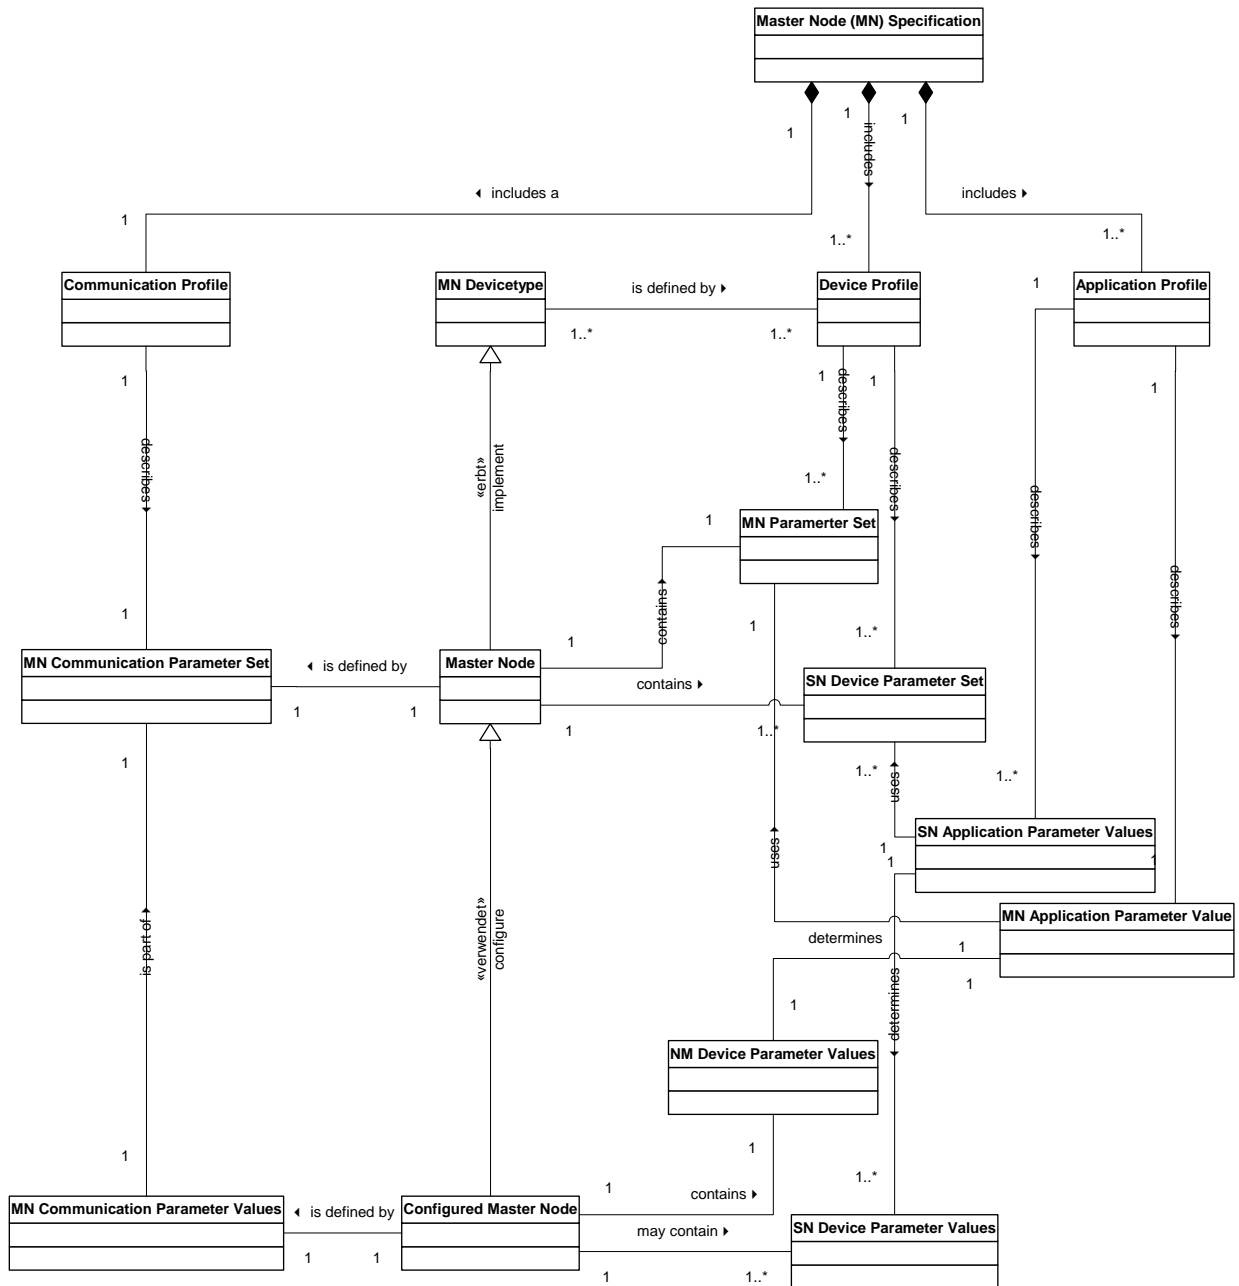 Master Node (MN) Specification
1
1
1
includes
includes a
includes
1
1..*
1..*
Communication Profile
MN Devicetype
is defined by
Device Profile
1
Application Profile
1..*
1..*
1
1
1
1
describes
describes
describes
describes
describes
«erbt»
implement
1..*
1
MN Paramerter Set
1
1
contains
1
1..*
MN Communication Parameter Set
is defined by
Master Node
contains
SN Device Parameter Set
1
1
1
1..*
1
1..*
1..*
uses
SN Application Parameter Values
1
1
1
uses
MN Application Parameter Value
determines
1
1
is part of
«verwendet»
configure
determines
1
NM Device Parameter Values
1
1
1
1..*
contains
MN Communication Parameter Values
is defined by
Configured Master Node
may contain
SN Device Parameter Values
1
1
1
1..*